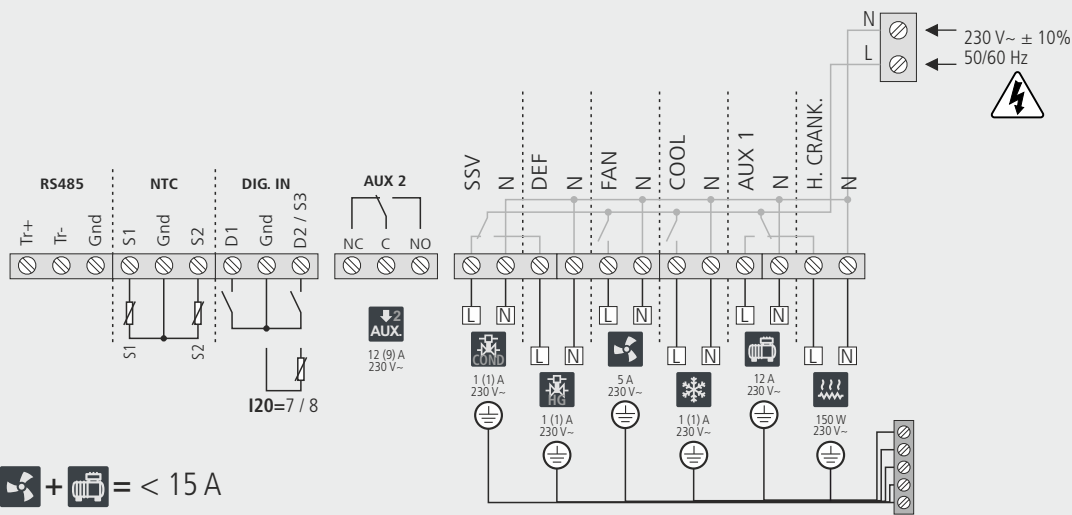 N
L
230 V~ ± 10%
50/60 Hz
RS485
NTC
DIG. IN
AUX 2
SSV
N
DEF
N
FAN
N
COOL
N
AUX 1
N
H. CRANK.
N
Tr+
Tr-
Gnd
S1
Gnd
S2
D1
Gnd
D2 / S3
NC C NO
L N L N L N
S1
S2
2
AUX.
12 (9) A
230 V~
COND
1 (1) A
230 V~
L N L N L N
5 A
230 V~
12 A
230 V~
HG
1 (1) A
230 V~
1 (1) A
230 V~
150 W
230 V~
I20=7 / 8
+ = < 15 A